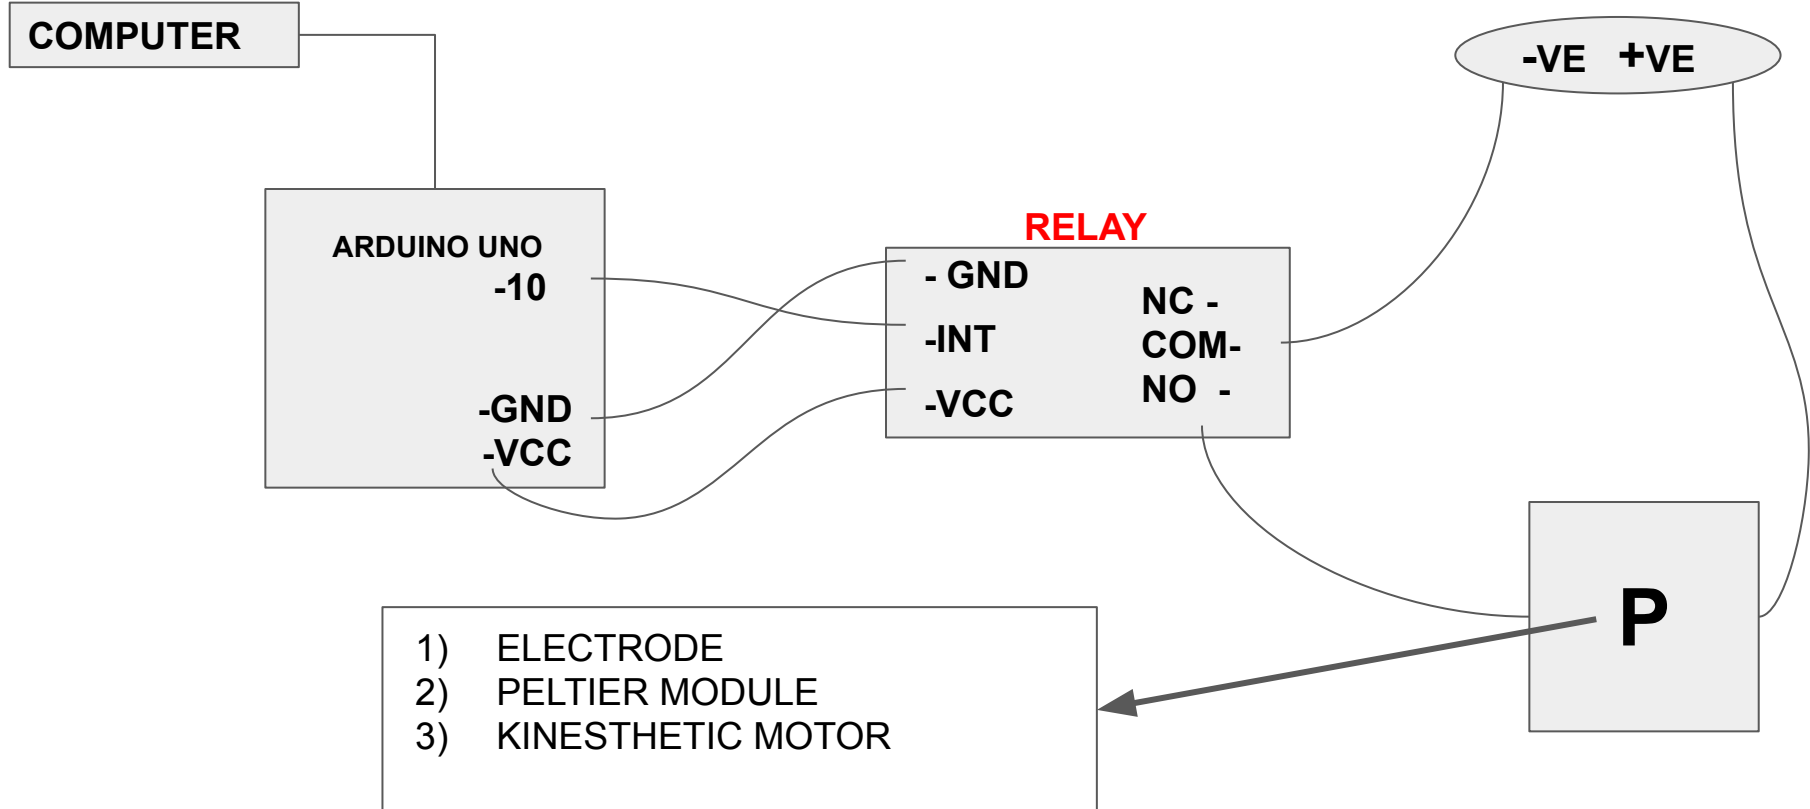 COMPUTER
-VE +VE
ARDUINO UNO
-10
-GND
-VCC
RELAY
- GND
-INT
-VCC
NC -
COM-
NO -
P
1) ELECTRODE
2) PELTIER MODULE
3) KINESTHETIC MOTOR